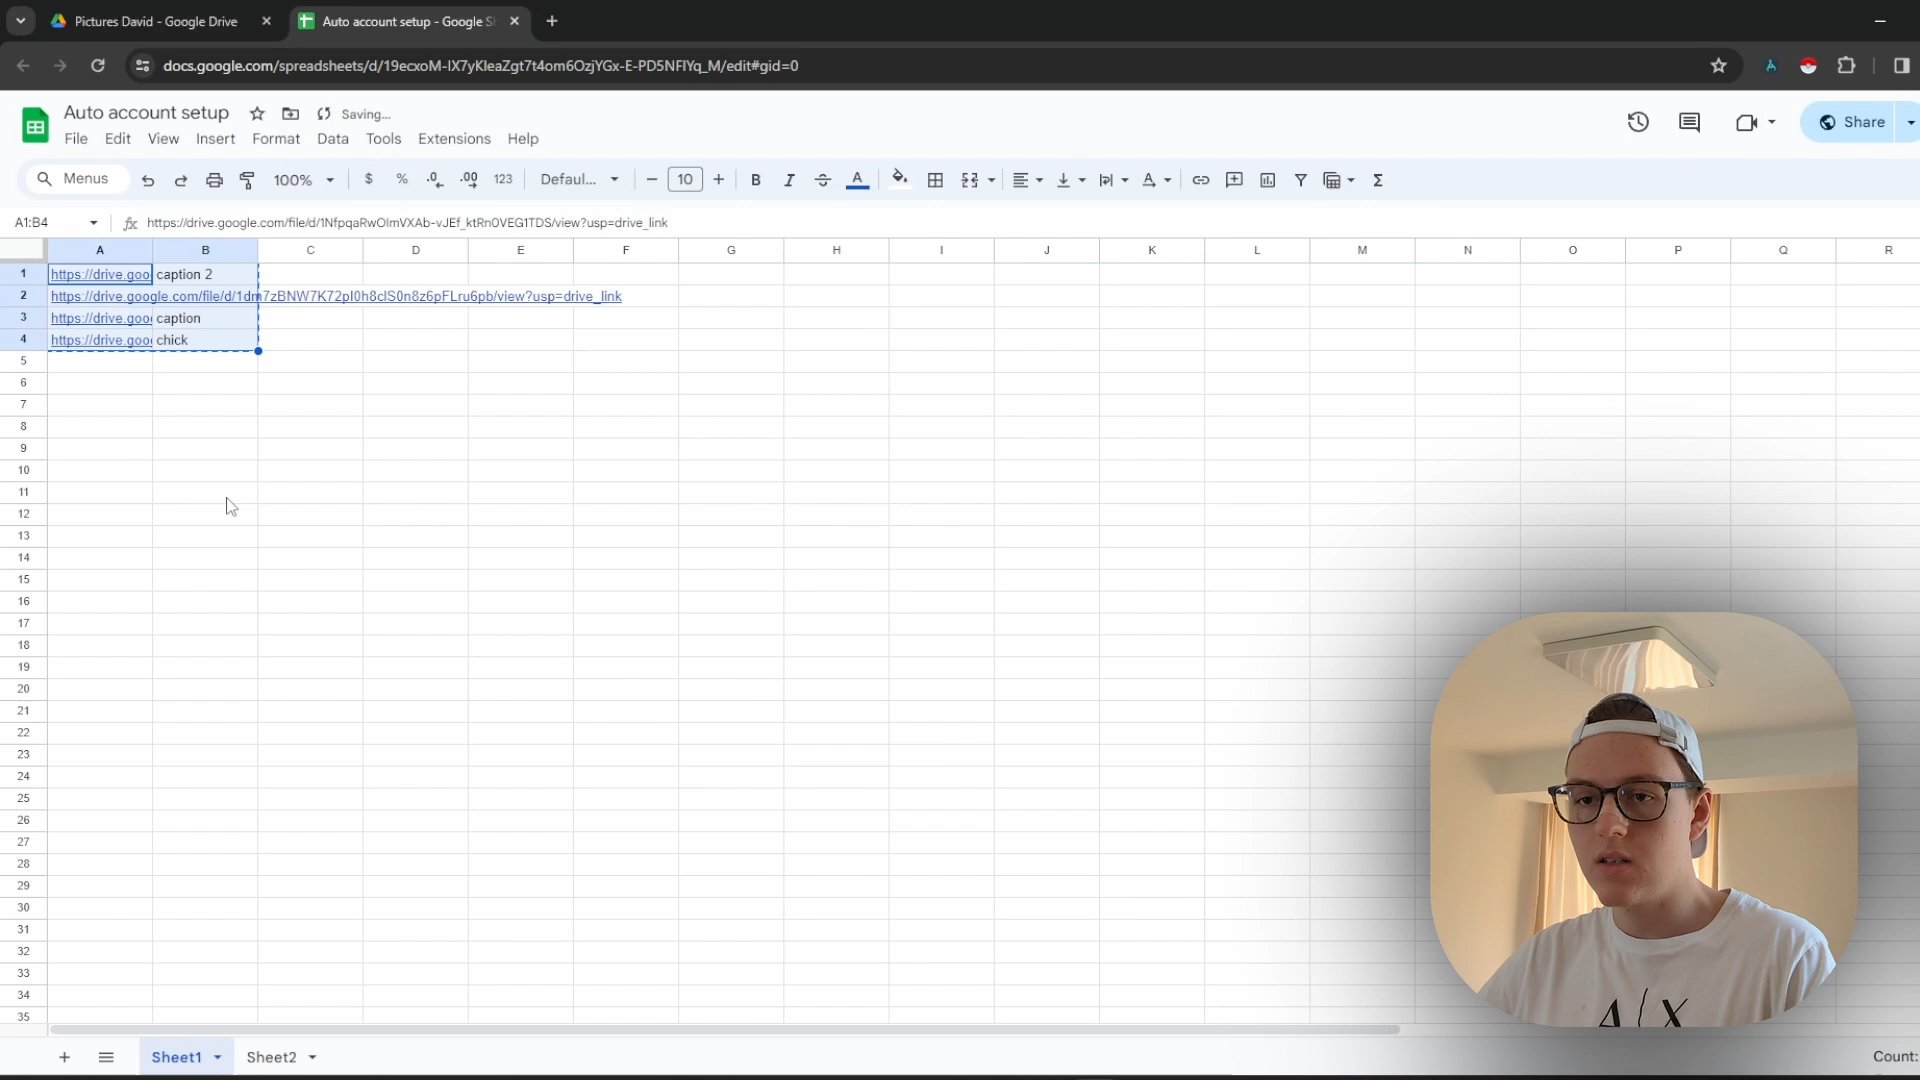 Pictures David - Google Drive
Auto account setup - Google S
docs.google.com/spreadsheets/d/19ecxoM-IX7yKleaZgt7t4om6OzjYGx-E-PD5NFlYq_M/edit#gid=0
Auto account setup
Saving...
File Edit View Insert Format Data Tools Extensions Help
Share
Menus
100%
$ % .0 .00 123
Defaul...
10
B I A A Σ
A1:B4
fx https://drive.google.com/file/d/1NfpqaRwOlmVXAb-vJEf_ktRn0VEG1TDS/view?usp=drive_link
A B C D E F G H I J K L M N O P Q R
1 https://drive.goo caption 2
2 https://drive.google.com/file/d/1dm7zBNW7K72pI0h8clS0n8z6pFLru6pb/view?usp=drive_link
3 https://drive.goo caption
4 https://drive.goo chick
5
6
7
8
9
10
11
12
13
14
15
16
17
18
19
20
21
22
23
24
25
26
27
28
29
30
31
32
33
34
35
A/X
Sheet1
Sheet2
Count: